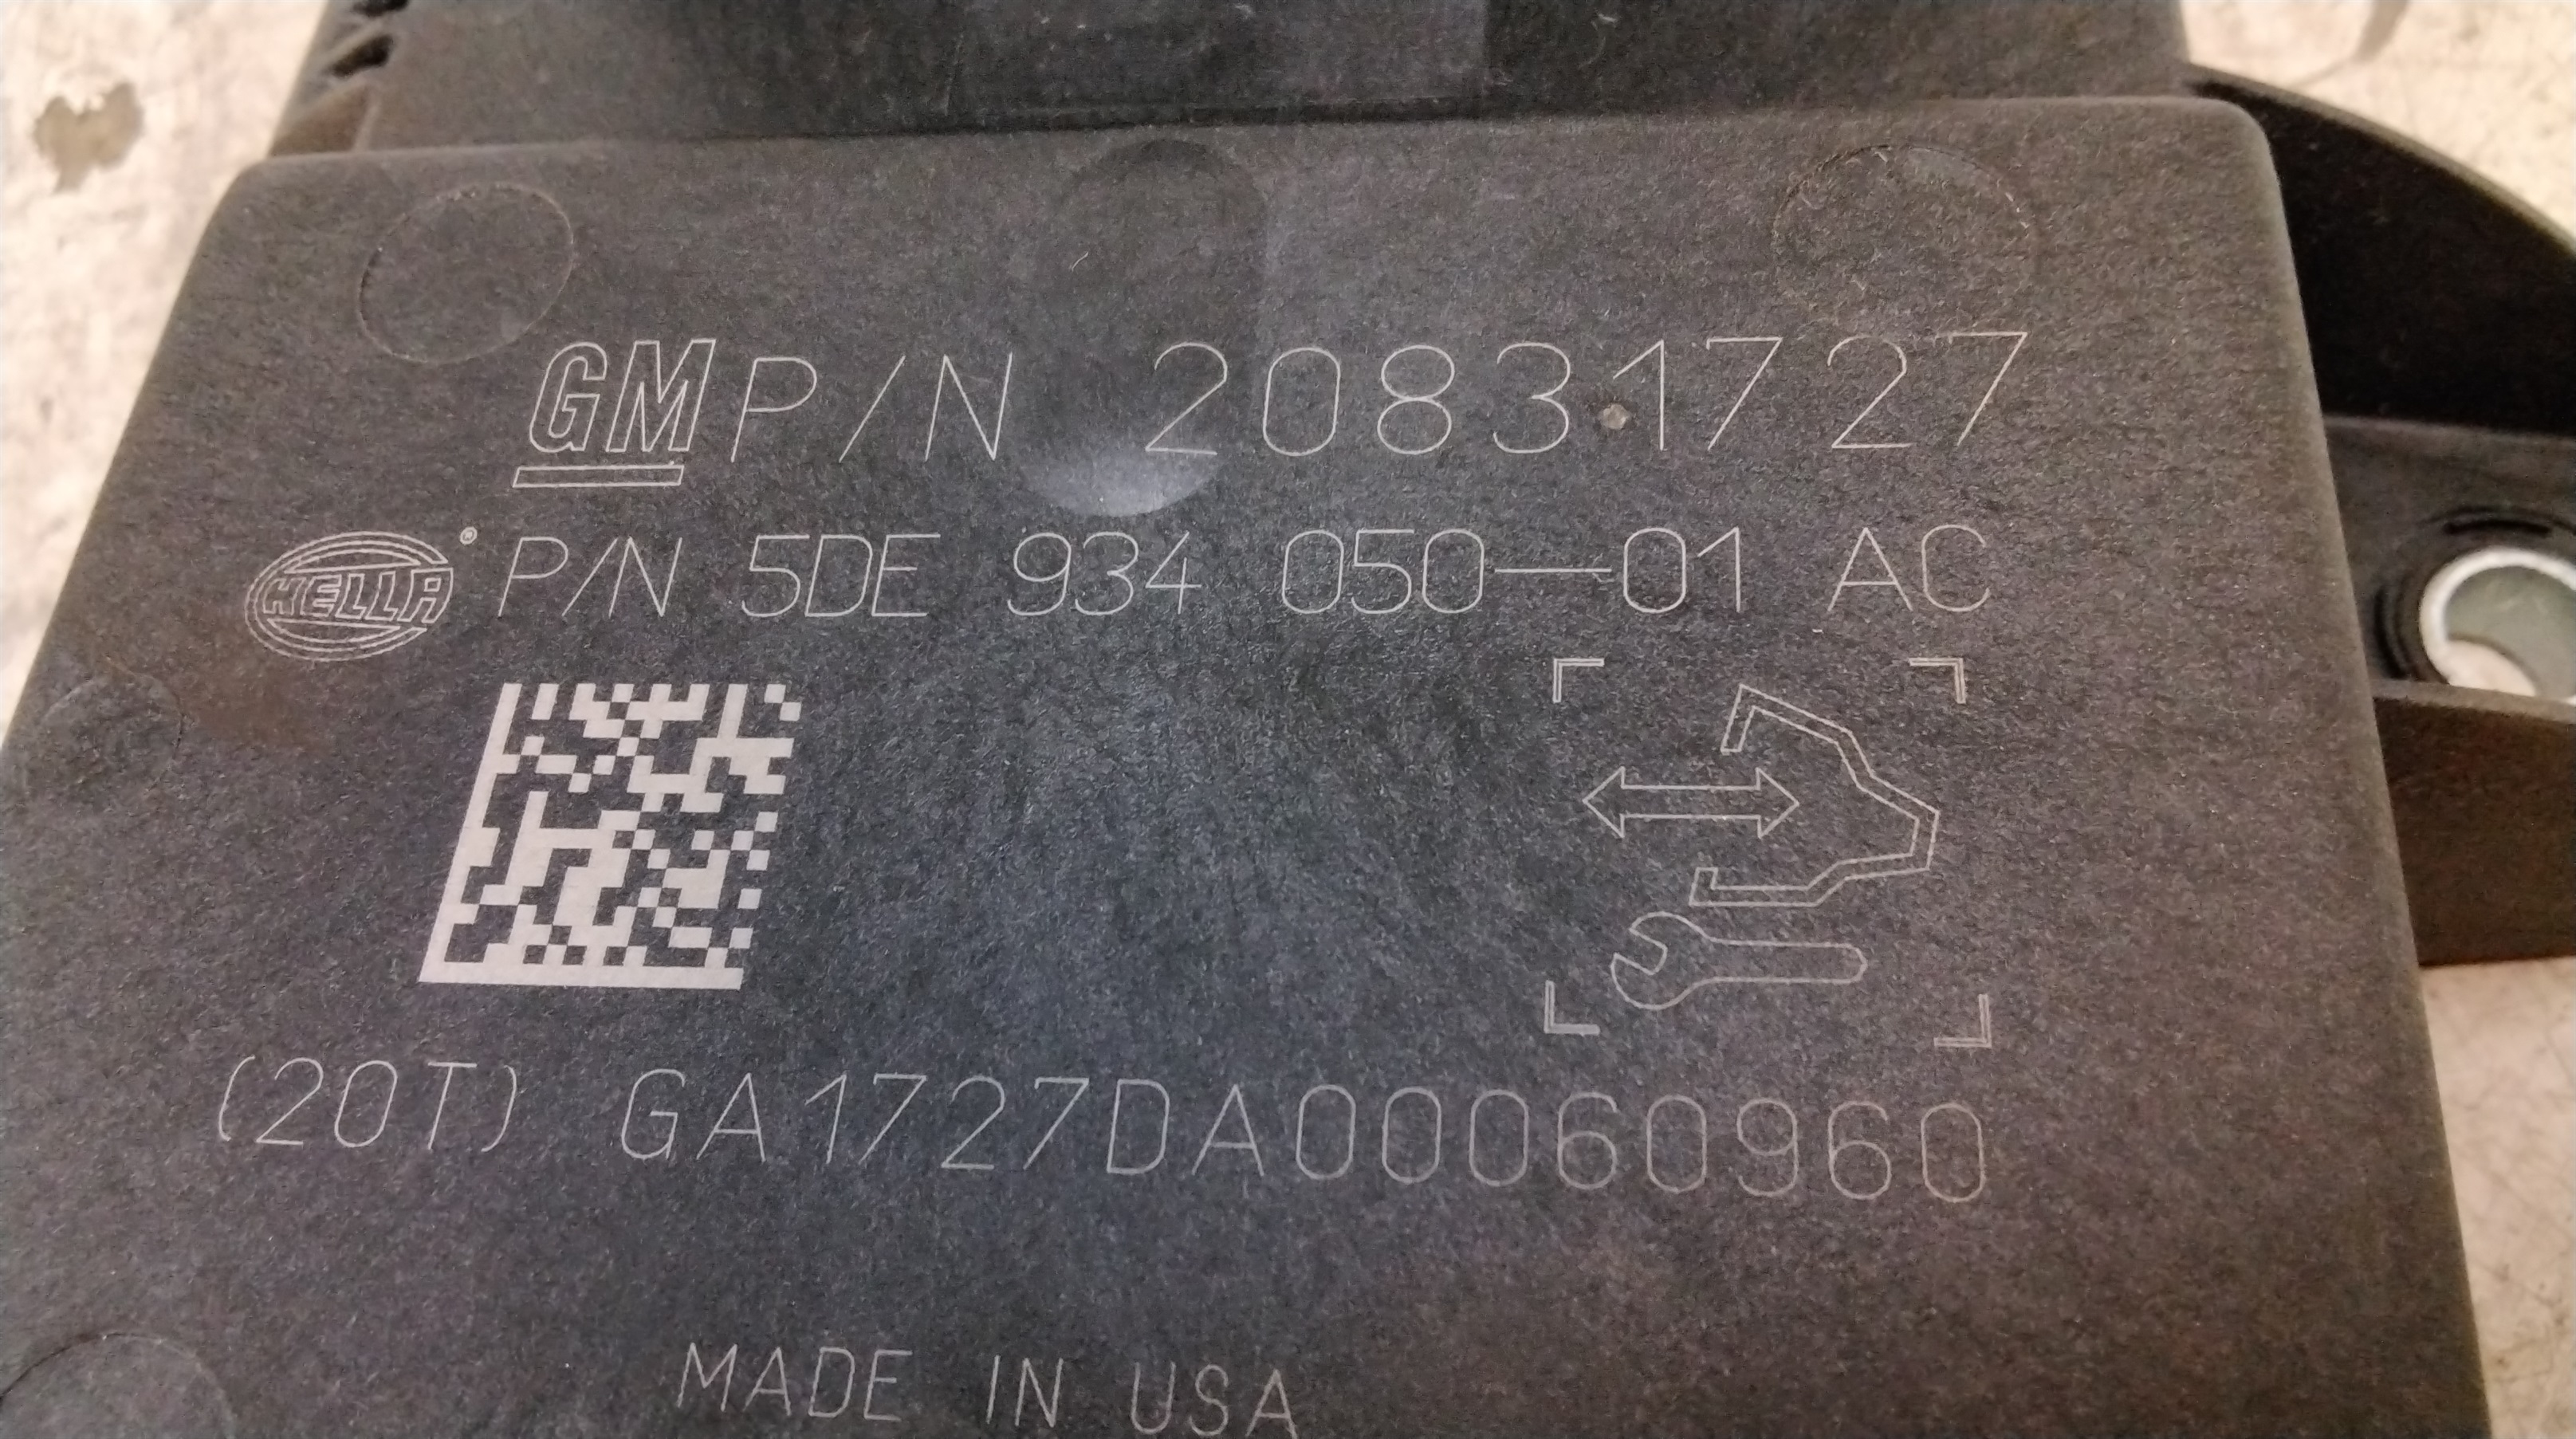 GM P/N 20831727
HELLA® P/N 5DE 934 050-01 AC
(20T) GA1727DA00060960
MADE IN USA